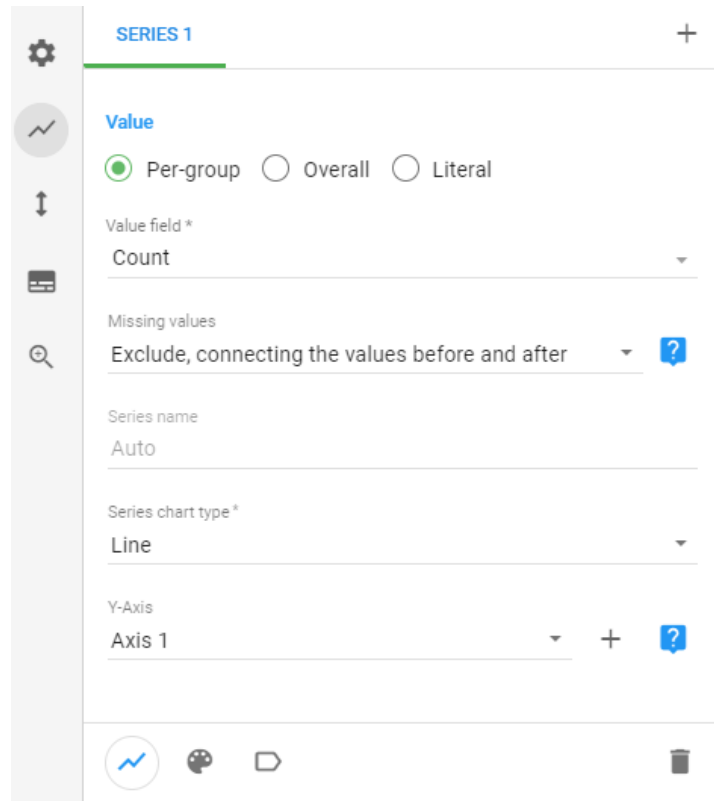 SERIES 1
Value
Per-group Overall Literal
Value field *
Count
Missing values
Exclude, connecting the values before and after
Series name
Auto
Series chart type *
Line
Y-Axis
Axis 1